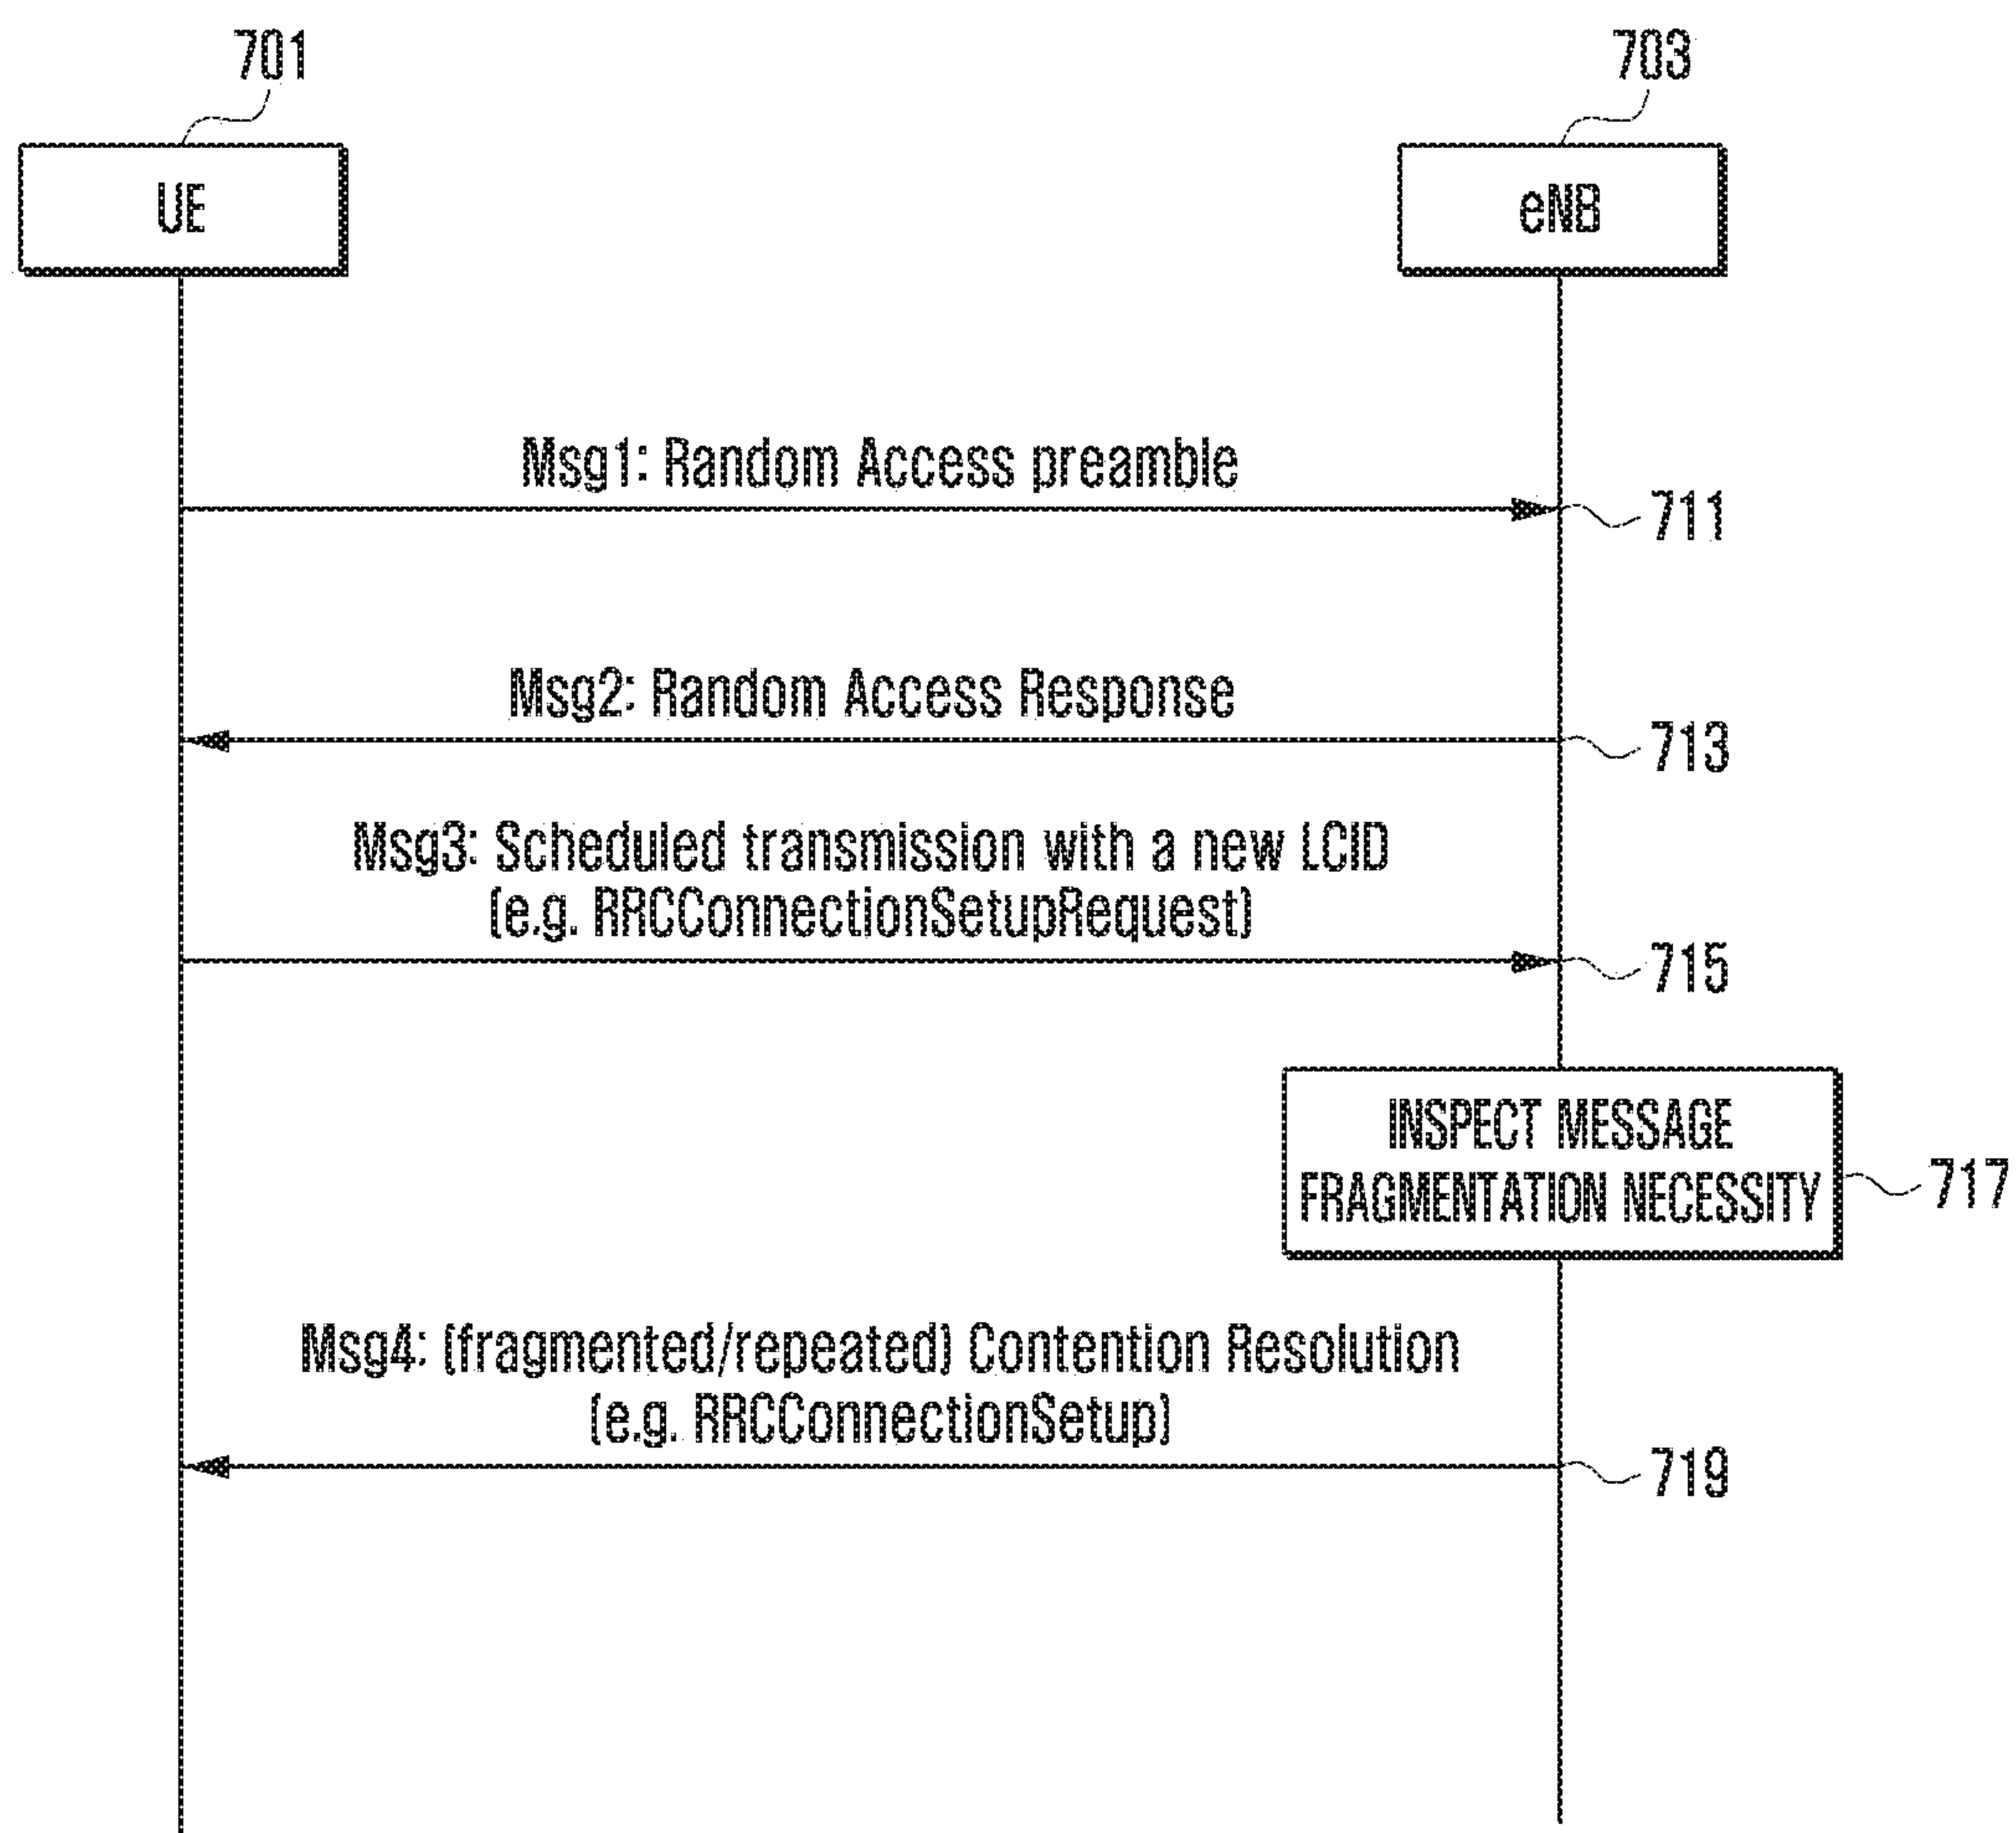 701
703
UE
eNB
Msg1: Random Access preamble
711
Msg2: Random Access Response
713
Msg3: Scheduled transmission with a new LCID
(e.g. RRCConnectionSetupRequest)
715
INSPECT MESSAGE
FRAGMENTATION NECESSITY
717
Msg4: (fragmented/repeated) Contention Resolution
(e.g. RRCConnectionSetup)
719